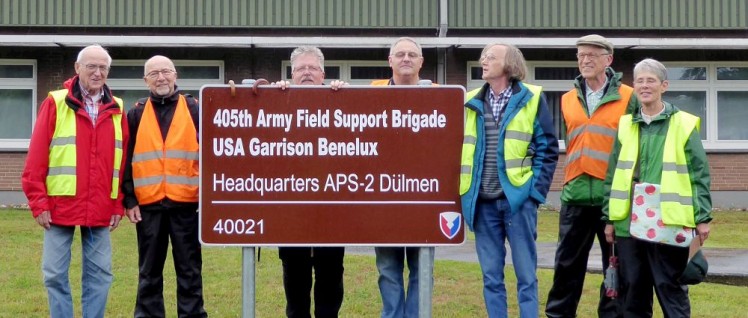 405th Army Field Support Brigade
USA Garrison Benelux
Headquarters APS-2 Dülmen
40021